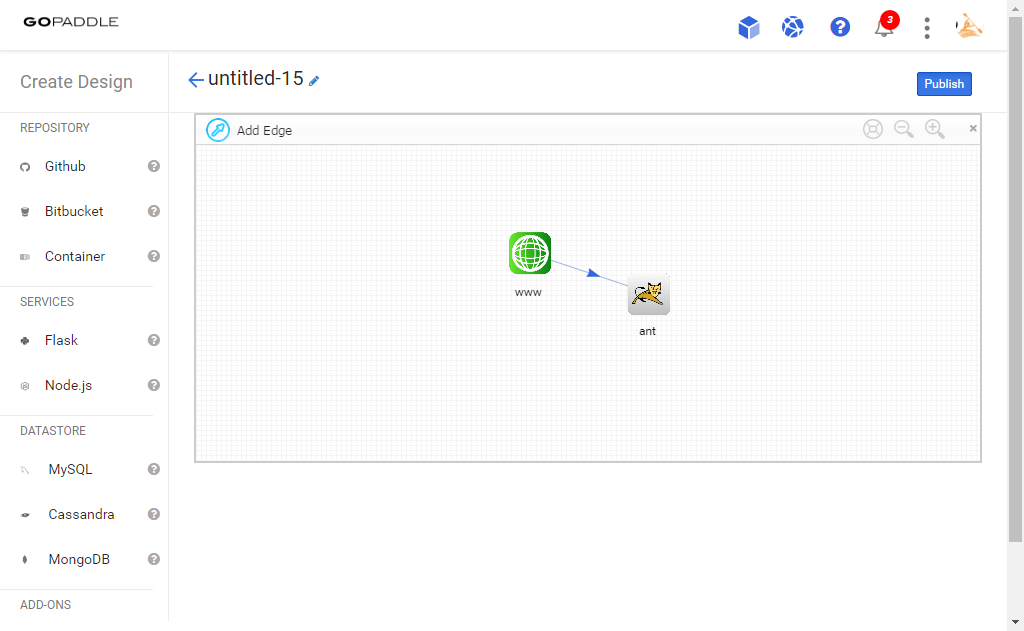 GOPADDLE
3
Create Design
untitled-15
Publish
REPOSITORY
Github
Bitbucket
Container
SERVICES
Flask
Node.js
DATASTORE
MySQL
Cassandra
MongoDB
ADD-ONS
Add Edge
www
ant